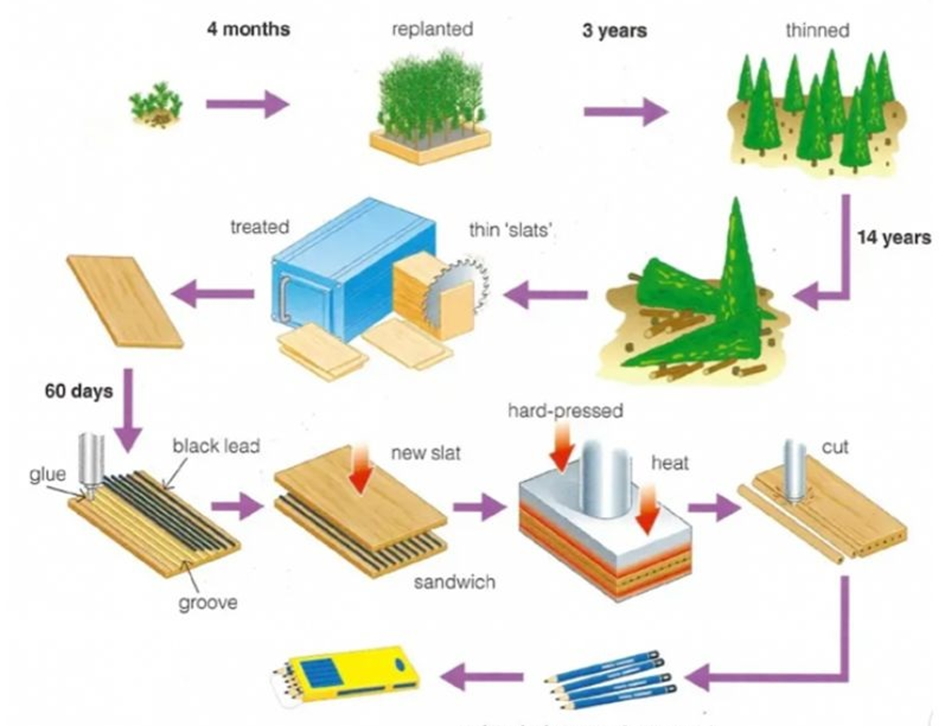 4 months
replanted
3 years
thinned
14 years
treated
thin 'slats'
60 days
glue
black lead
groove
new slat
sandwich
hard-pressed
heat
cut